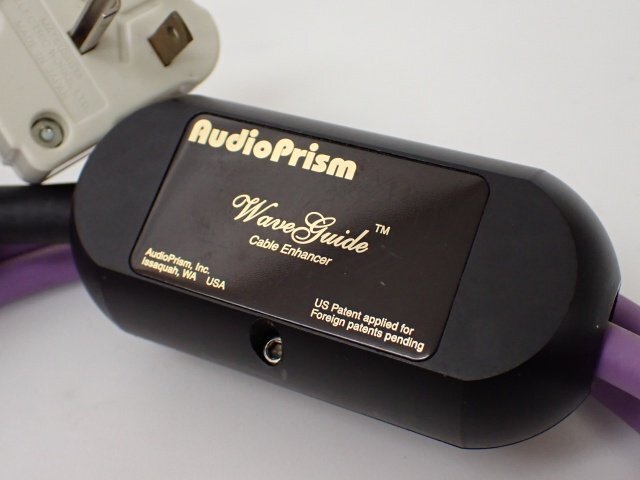 AudioPrism
WaveGuide™
Cable Enhancer
AudioPrism, Inc.
Issaquah, WA USA
US Patent applied for
Foreign patents pending